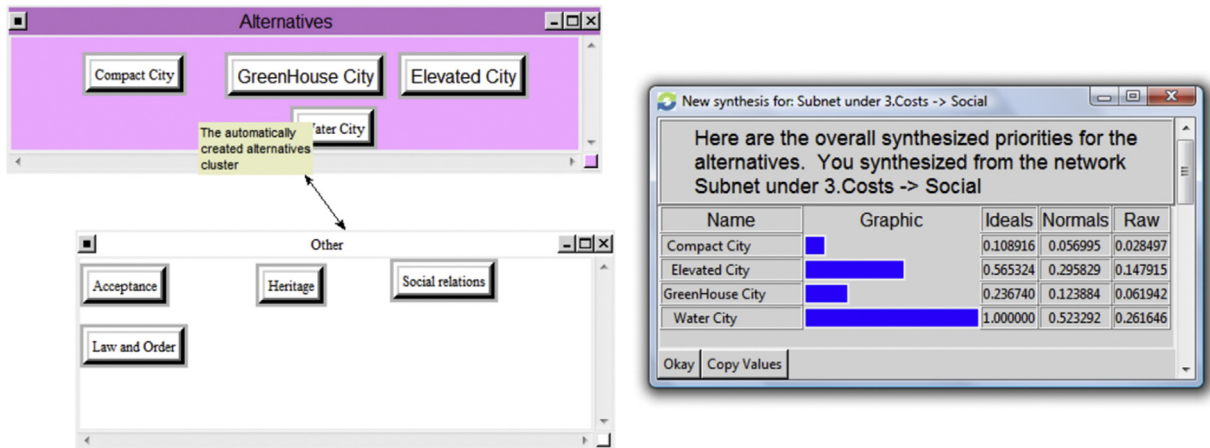 Alternatives
Compact City
GreenHouse City
Elevated City
The automatically
created alternatives
cluster
Water City
Other
Acceptance
Heritage
Social relations
Law and Order
New synthesis for: Subnet under 3.Costs -> Social
Here are the overall synthesized priorities for the
alternatives. You synthesized from the network
Subnet under 3.Costs -> Social
Name Graphic Ideals Normals Raw
Compact City 0.108916 0.056995 0.028497
Elevated City 0.565324 0.295829 0.147915
GreenHouse City 0.236740 0.123884 0.061942
Water City 1.000000 0.523292 0.261646
Okay Copy Values